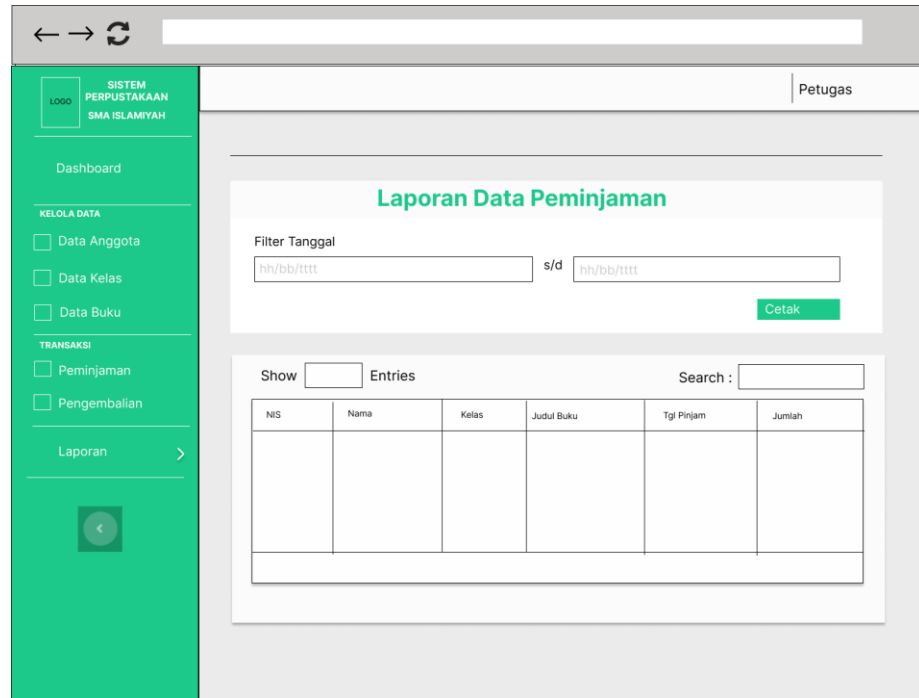 LOGO
SISTEM
PERPUSTAKAAN
SMA ISLAMIYAH
Petugas
Dashboard
KELOLA DATA
Data Anggota
Data Kelas
Data Buku
TRANSAKSI
Peminjaman
Pengembalian
Laporan
Laporan Data Peminjaman
Filter Tanggal
hh/bb/tttt s/d hh/bb/tttt
Cetak
Show Entries Search :
NIS Nama Kelas Judul Buku Tgl Pinjam Jumlah